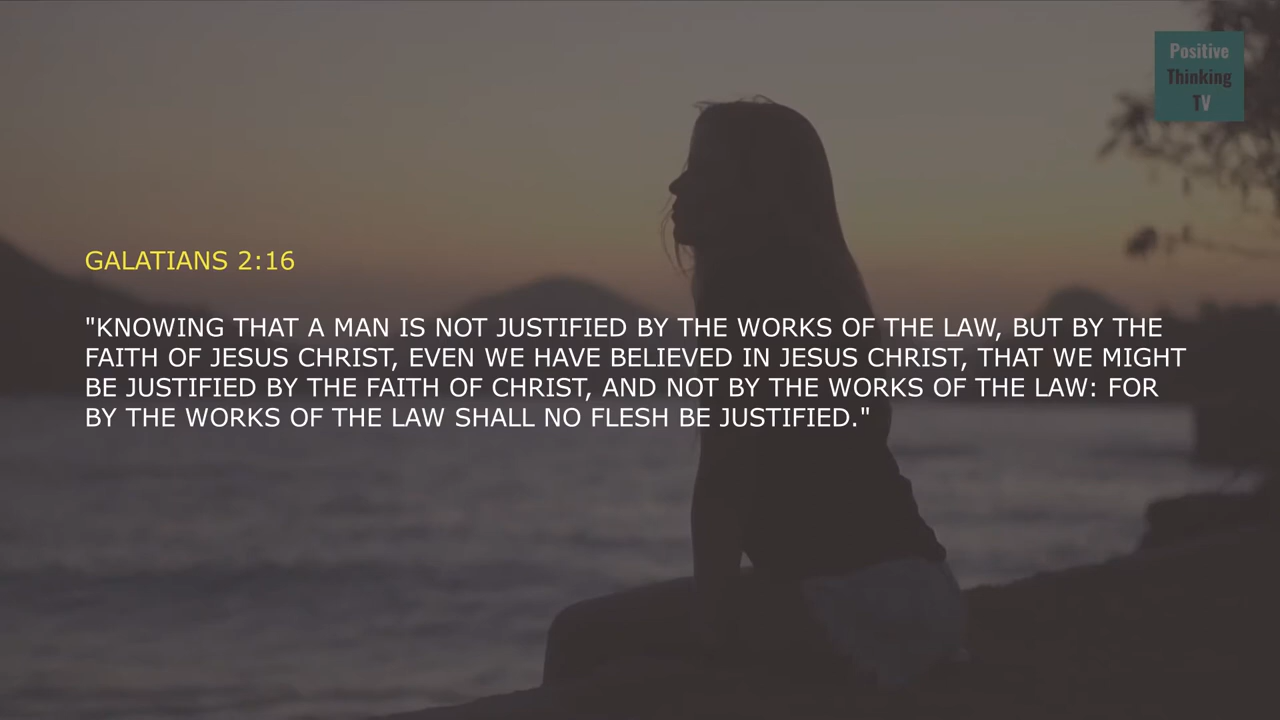 Positive
Thinking
TV
GALATIANS 2:16
"KNOWING THAT A MAN IS NOT JUSTIFIED BY THE WORKS OF THE LAW, BUT BY THE
FAITH OF JESUS CHRIST, EVEN WE HAVE BELIEVED IN JESUS CHRIST, THAT WE MIGHT
BE JUSTIFIED BY THE FAITH OF CHRIST, AND NOT BY THE WORKS OF THE LAW: FOR
BY THE WORKS OF THE LAW SHALL NO FLESH BE JUSTIFIED."